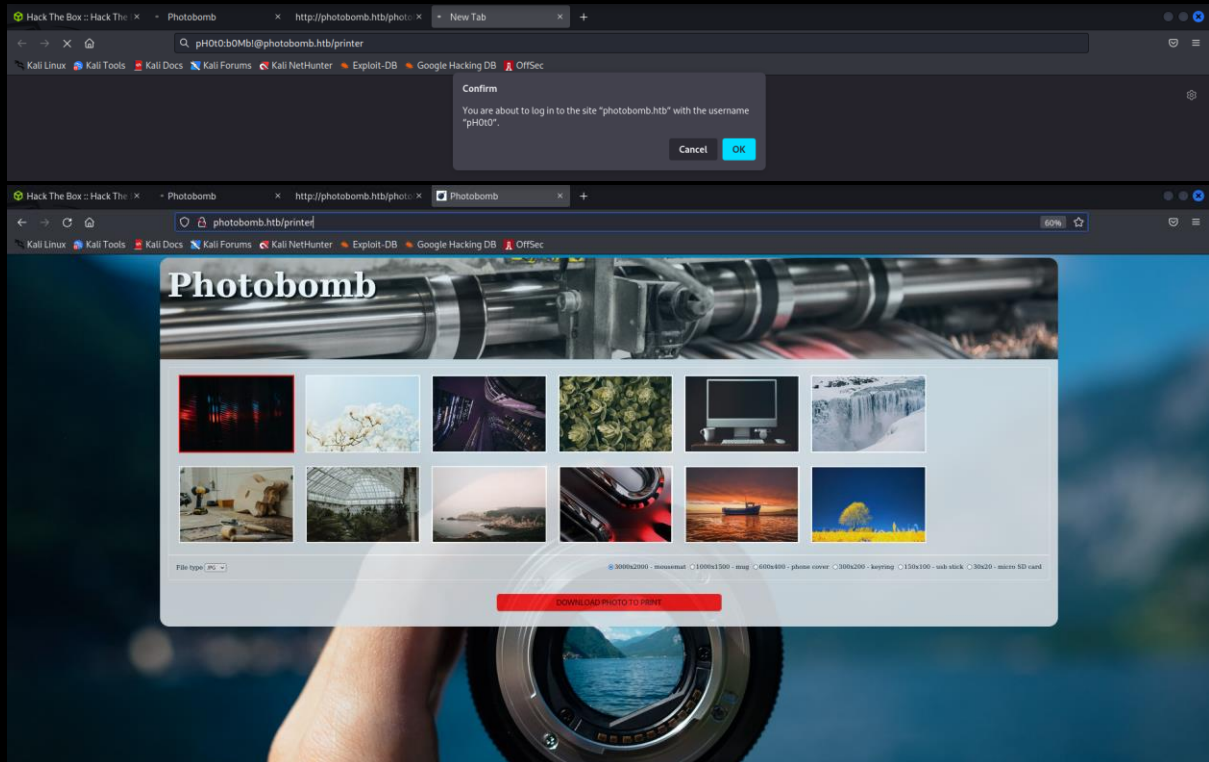 Hack The Box :: Hack The
Photobomb
http://photobomb.htb/photo
New Tab
pH0t0:b0Mb!@photobomb.htb/printer
Kali Linux Kali Tools Kali Docs Kali Forums Kali NetHunter Exploit-DB Google Hacking DB OffSec
Confirm
You are about to log in to the site "photobomb.htb" with the username
"pH0t0".
Cancel OK
Hack The Box :: Hack The
Photobomb
http://photobomb.htb/photo
Photobomb
photobomb.htb/printer 60%
Kali Linux Kali Tools Kali Docs Kali Forums Kali NetHunter Exploit-DB Google Hacking DB OffSec
Photobomb
File type JPG 3000x2000 - mousemat 1000x1500 - mug 600x400 - phone cover 300x200 - keyring 150x100 - usb stick 30x20 - micro SD card
DOWNLOAD PHOTO TO PRINT